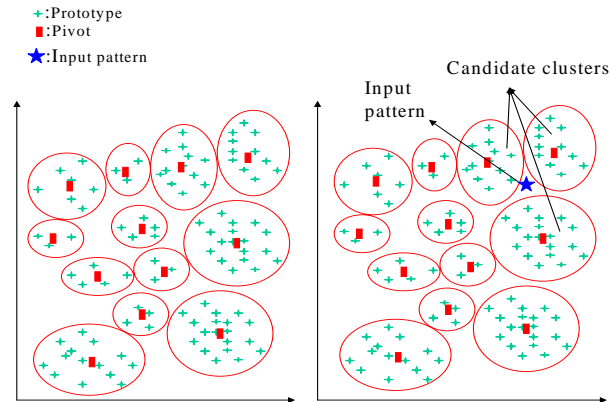 :Prototype
:Pivot
:Input pattern
Candidate clusters
Input
pattern